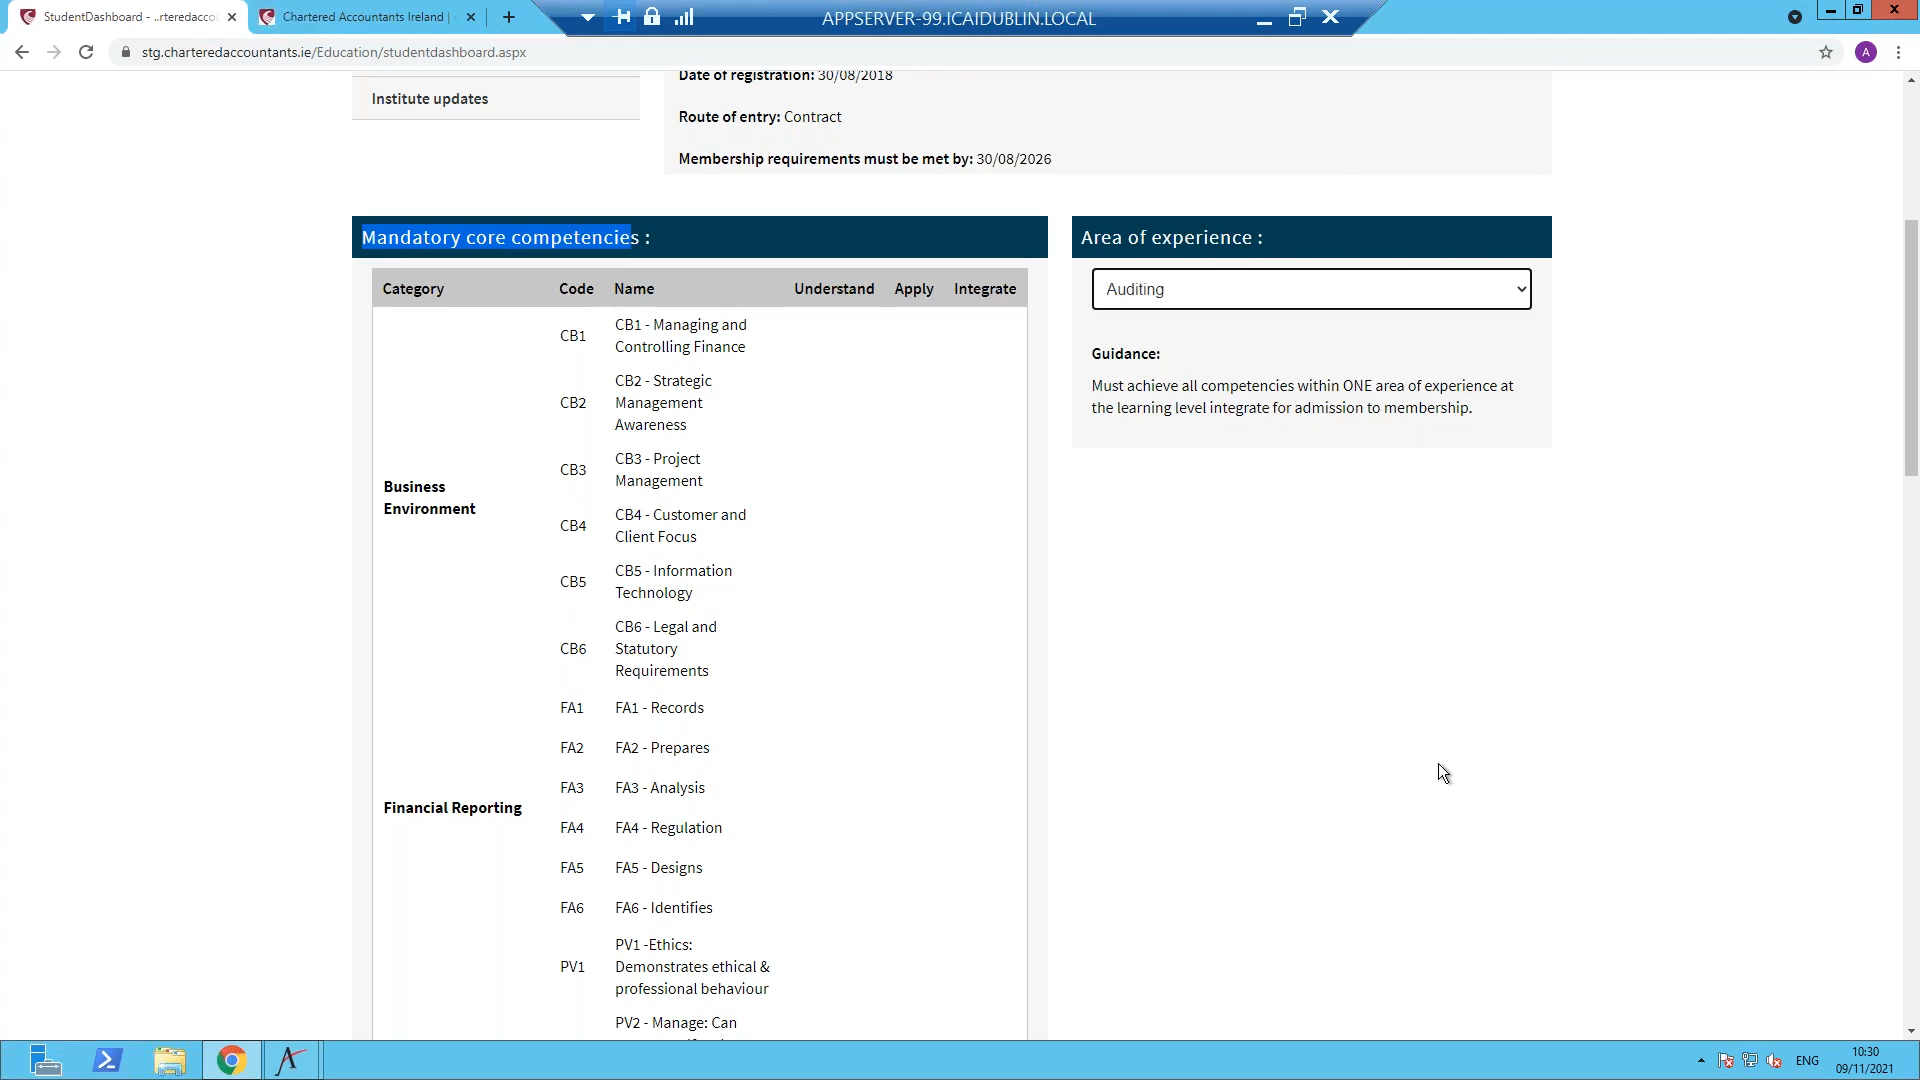 StudentDashboard - ..rteredaccou
Chartered Accountants Ireland |
APPSERVER-99.ICAIDUBLIN.LOCAL
stg.charteredaccountants.ie/Education/studentdashboard.aspx
A
Institute updates
Date of registration: 30/08/2018
Route of entry: Contract
Membership requirements must be met by: 30/08/2026
Mandatory core competencies :
Category Code Name Understand Apply Integrate
Business
Environment
CB1
CB1 - Managing and
Controlling Finance
CB2
CB2 - Strategic
Management
Awareness
CB3
CB3 - Project
Management
CB4
CB4 - Customer and
Client Focus
CB5
CB5 - Information
Technology
CB6
CB6 - Legal and
Statutory
Requirements
Financial Reporting
FA1 FA1 - Records
FA2 FA2 - Prepares
FA3 FA3 - Analysis
FA4 FA4 - Regulation
FA5 FA5 - Designs
FA6 FA6 - Identifies
PV1
PV1 -Ethics:
Demonstrates ethical &
professional behaviour
PV2 - Manage: Can
Area of experience :
Auditing
Guidance:
Must achieve all competencies within ONE area of experience at
the learning level integrate for admission to membership.
ENG
10:30
09/11/2021